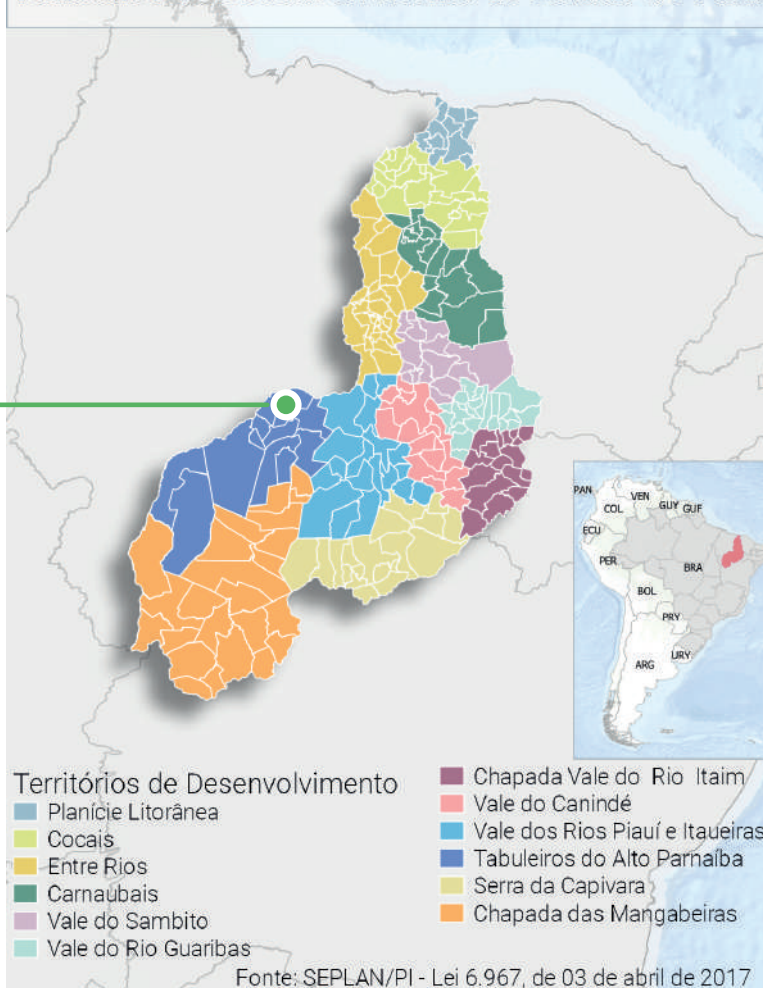 PAN
VEN
COL
GUY
GUF
ECU
PER
BRA
BOL
PRY
ARG
URY
Territórios de Desenvolvimento
Planície Litorânea
Cocais
Entre Rios
Carnaubais
Vale do Sambito
Vale do Rio Guaribas
Chapada Vale do Rio Itaim
Vale do Canindé
Vale dos Rios Piauí e Itaueiras
Tabuleiros do Alto Parnaíba
Serra da Capivara
Chapada das Mangabeiras
Fonte: SEPLAN/PI - Lei 6.967, de 03 de abril de 2017